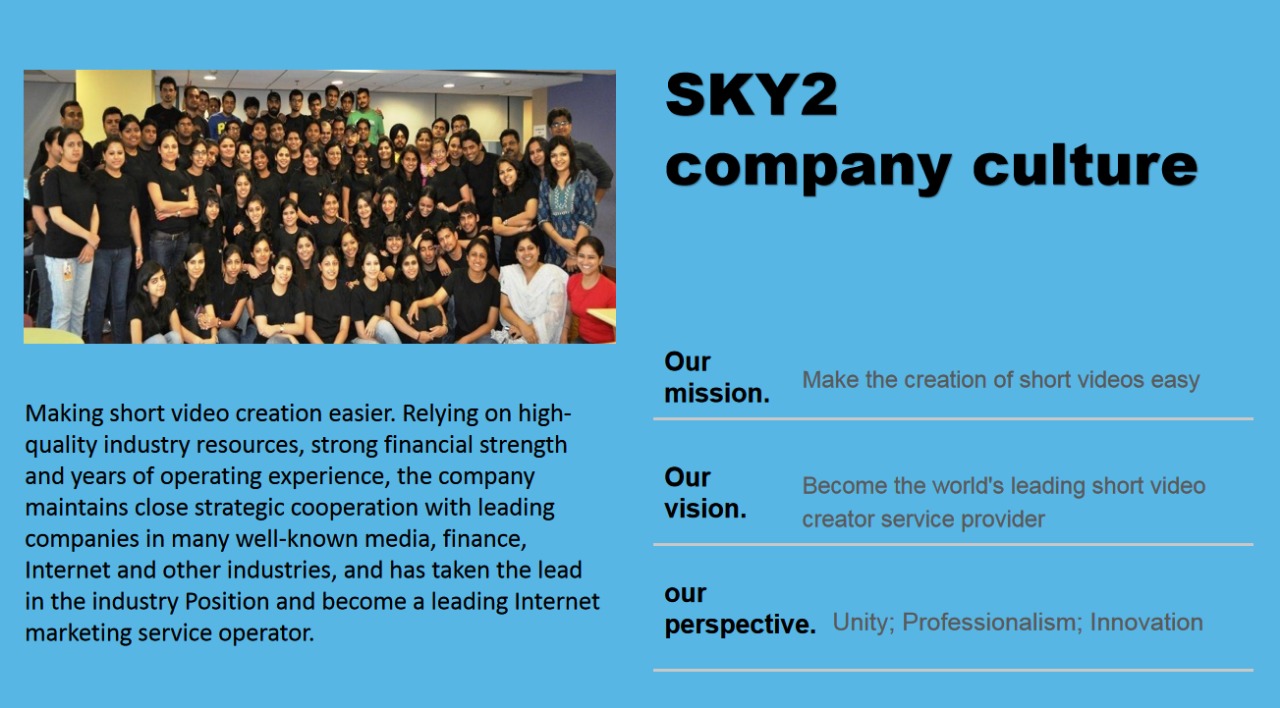 SKY2
company culture
Making short video creation easier. Relying on high-
quality industry resources, strong financial strength
and years of operating experience, the company
maintains close strategic cooperation with leading
companies in many well-known media, finance,
Internet and other industries, and has taken the lead
in the industry Position and become a leading Internet
marketing service operator.
Our
mission.
Make the creation of short videos easy
Our
vision.
Become the world's leading short video
creator service provider
our
perspective.
Unity; Professionalism; Innovation